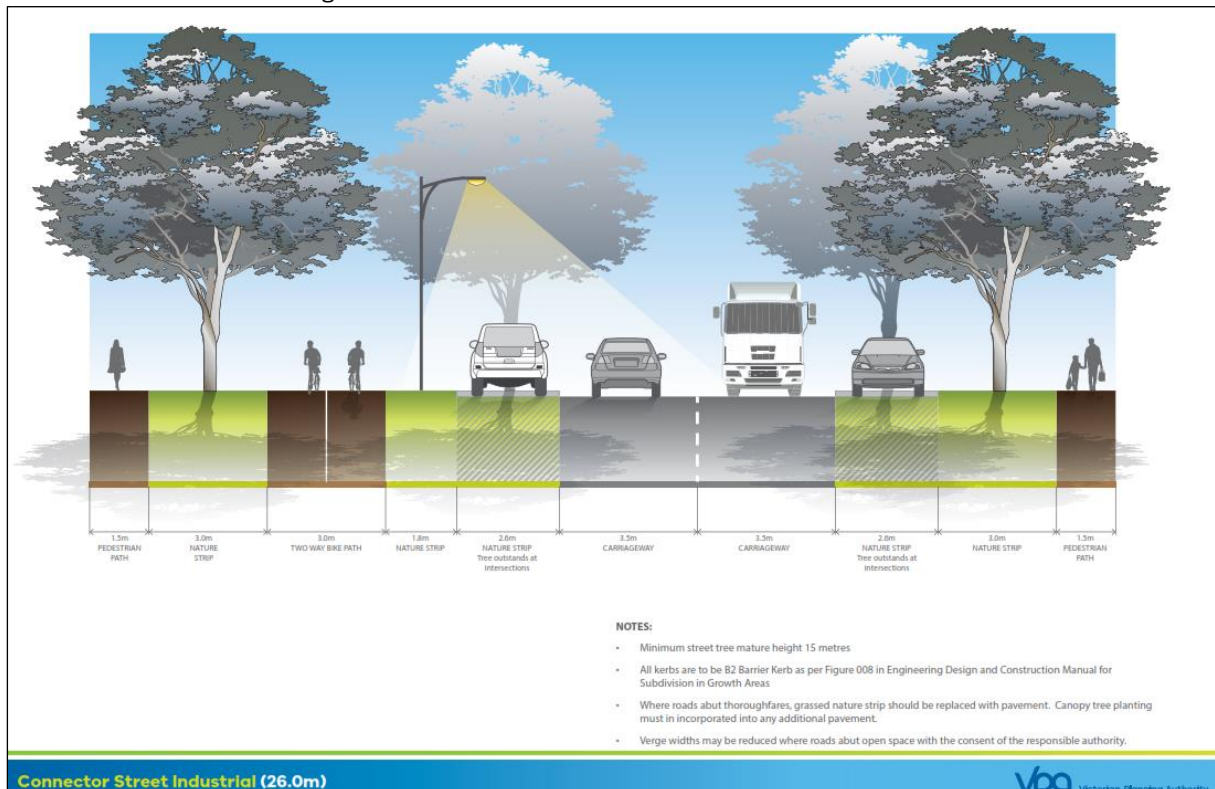 1.5m
PEDESTRIAN
PATH
3.0m
NATURE
STRIP
3.0m
TWO WAY BIKE PATH
1.8m
NATURE STRIP
2.6m
NATURE STRIP
Tree outstands at
intersections
3.5m
CARRIAGEWAY
3.5m
CARRIAGEWAY
2.6m
NATURE STRIP
Tree outstands at
intersections
3.0m
NATURE STRIP
1.5m
PEDESTRIAN
PATH
NOTES:
• Minimum street tree mature height 15 metres
• All kerbs are to be B2 Barrier Kerb as per Figure 008 in Engineering Design and Construction Manual for
Subdivision in Growth Areas
• Where roads abut thoroughfares, grassed nature strip should be replaced with pavement. Canopy tree planting
must in incorporated into any additional pavement.
• Verge widths may be reduced where roads abut open space with the consent of the responsible authority.
Connector Street Industrial (26.0m)
vpa Victorian Planning Authority